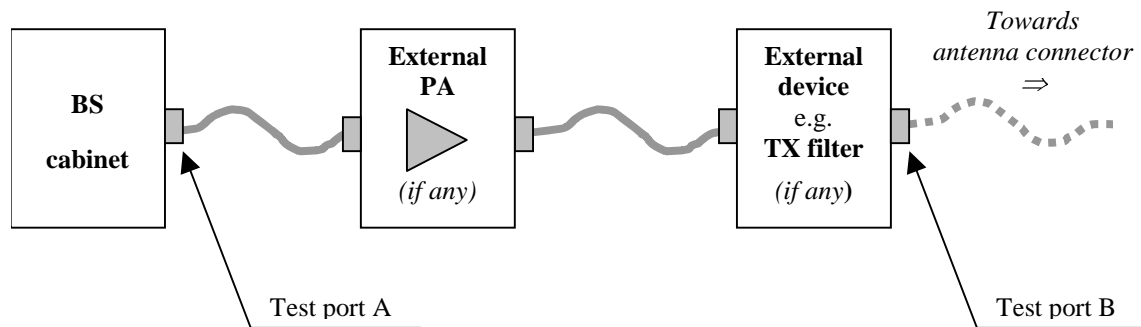 BS
cabinet
External
PA
(if any)
External
device
e.g.
TX filter
(if any)
Towards
antenna connector
⇒
Test port A
Test port B